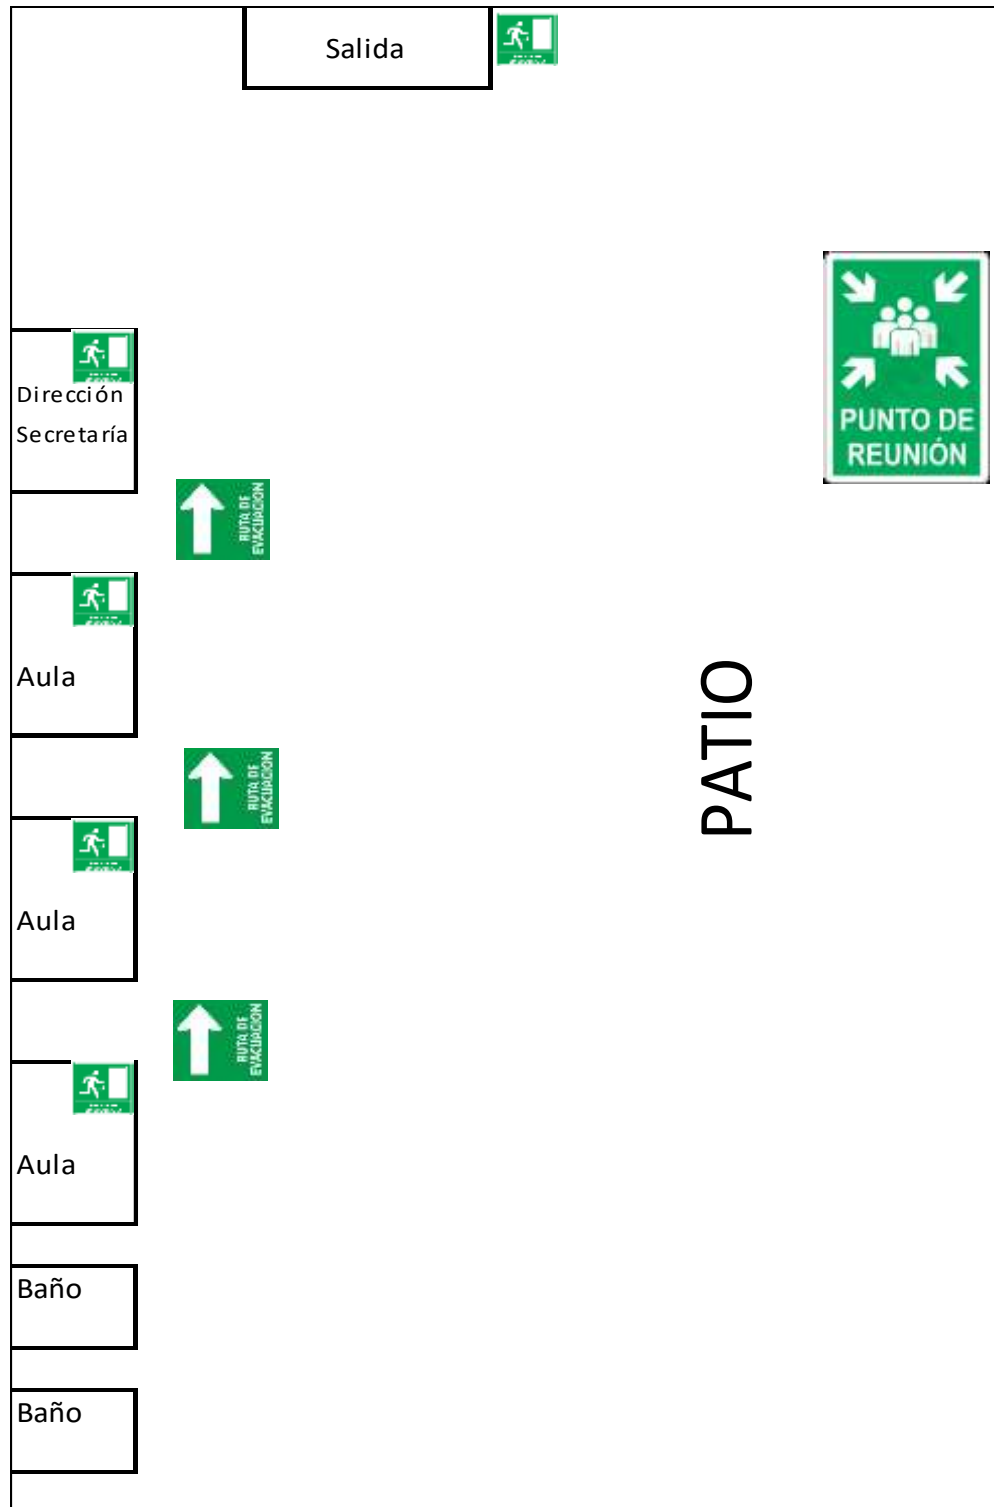 Salida
PUNTO DE
REUNIÓN
Dirección
Secretaría
RUTA DE
EVACUACION
Aula
PATIO
RUTA DE
EVACUACION
Aula
RUTA DE
EVACUACION
Aula
Baño
Baño